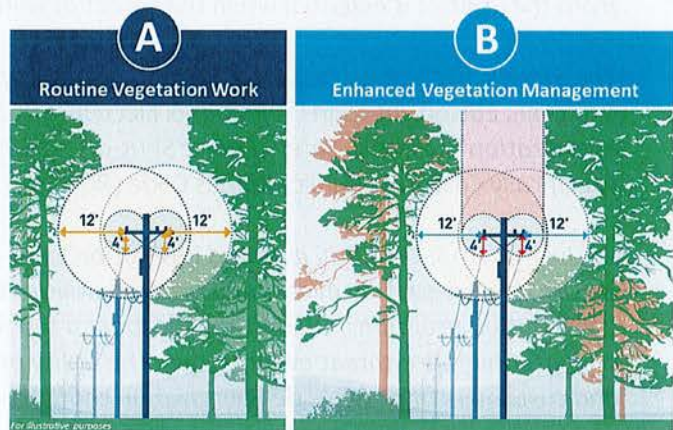 A
Routine Vegetation Work
12'
12'
4'
4'
For illustrative purposes
B
Enhanced Vegetation Management
12'
12'
4'
4'